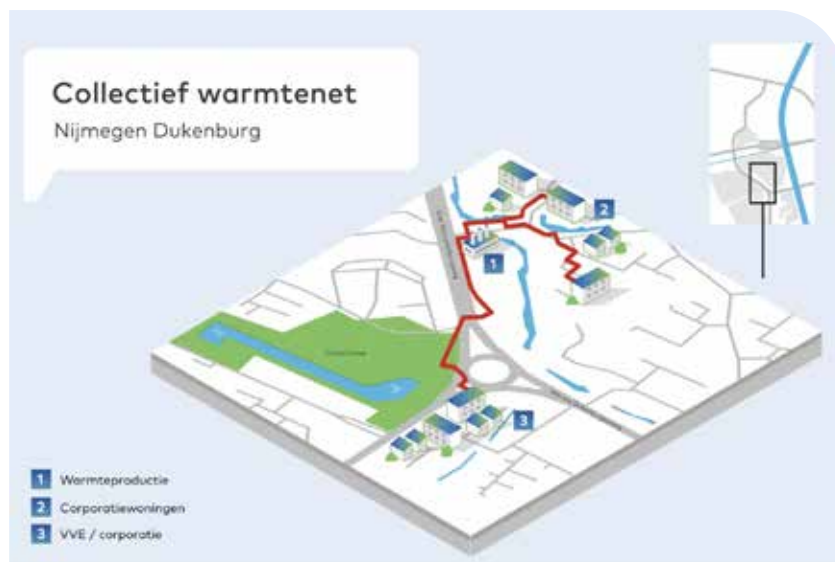 Collectief warmtenet
Nijmegen Dukenburg
2
1
3
1 Warmteproductie
2 Corporatiewoningen
3 VVE / corporatie